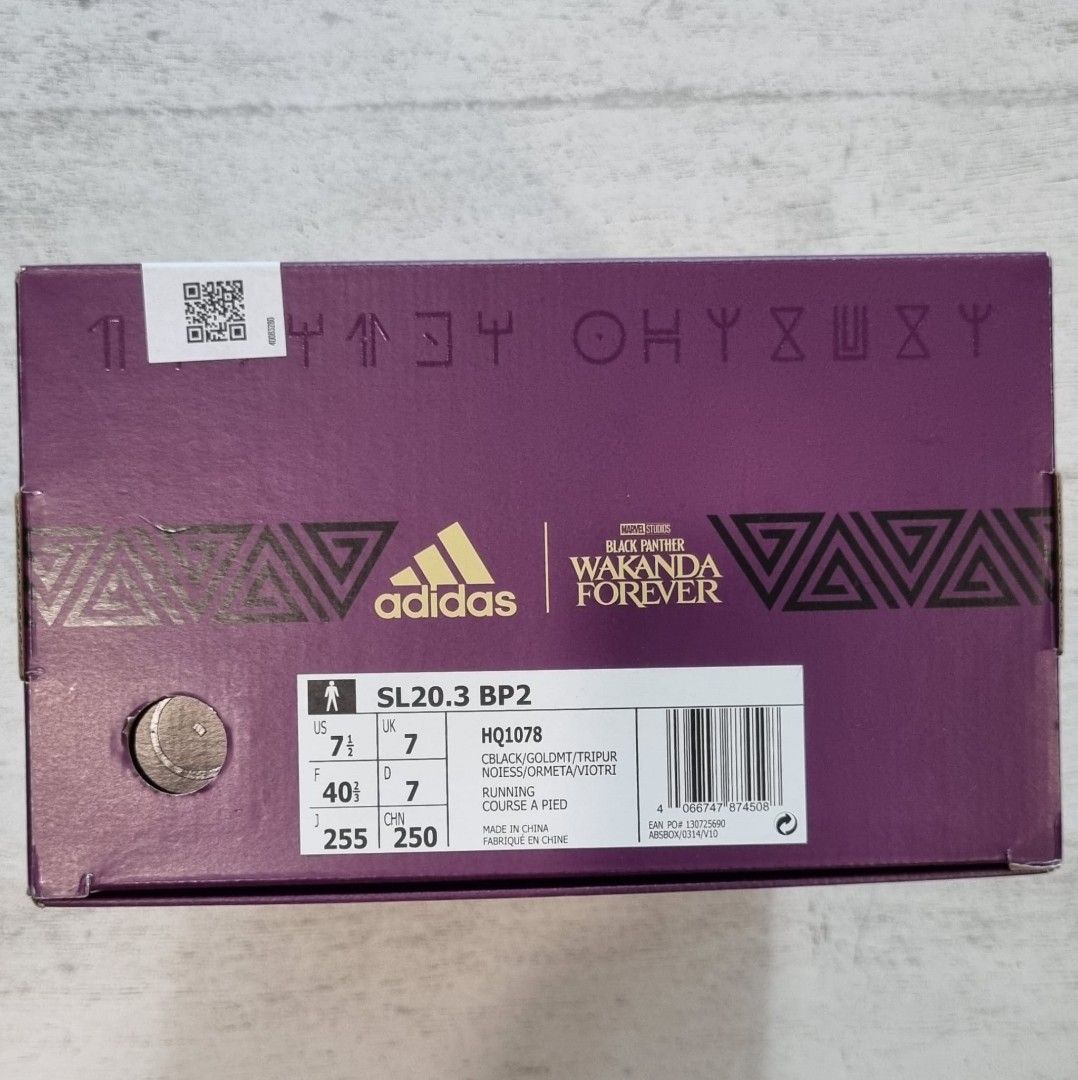 40083280
adidas
MARVEL STUDIOS
BLACK PANTHER
WAKANDA
FOREVER
SL20.3 BP2
US
7½
UK
7
F
40⅔
D
7
J
255
CHN
250
HQ1078
CBLACK/GOLDMT/TRIPUR
NOIESS/ORMETA/VIOTRI
RUNNING
COURSE A PIED
MADE IN CHINA
FABRIQUÉ EN CHINE
4 066747 874508
EAN PO# 130725690
ABSBOX/0314/V10